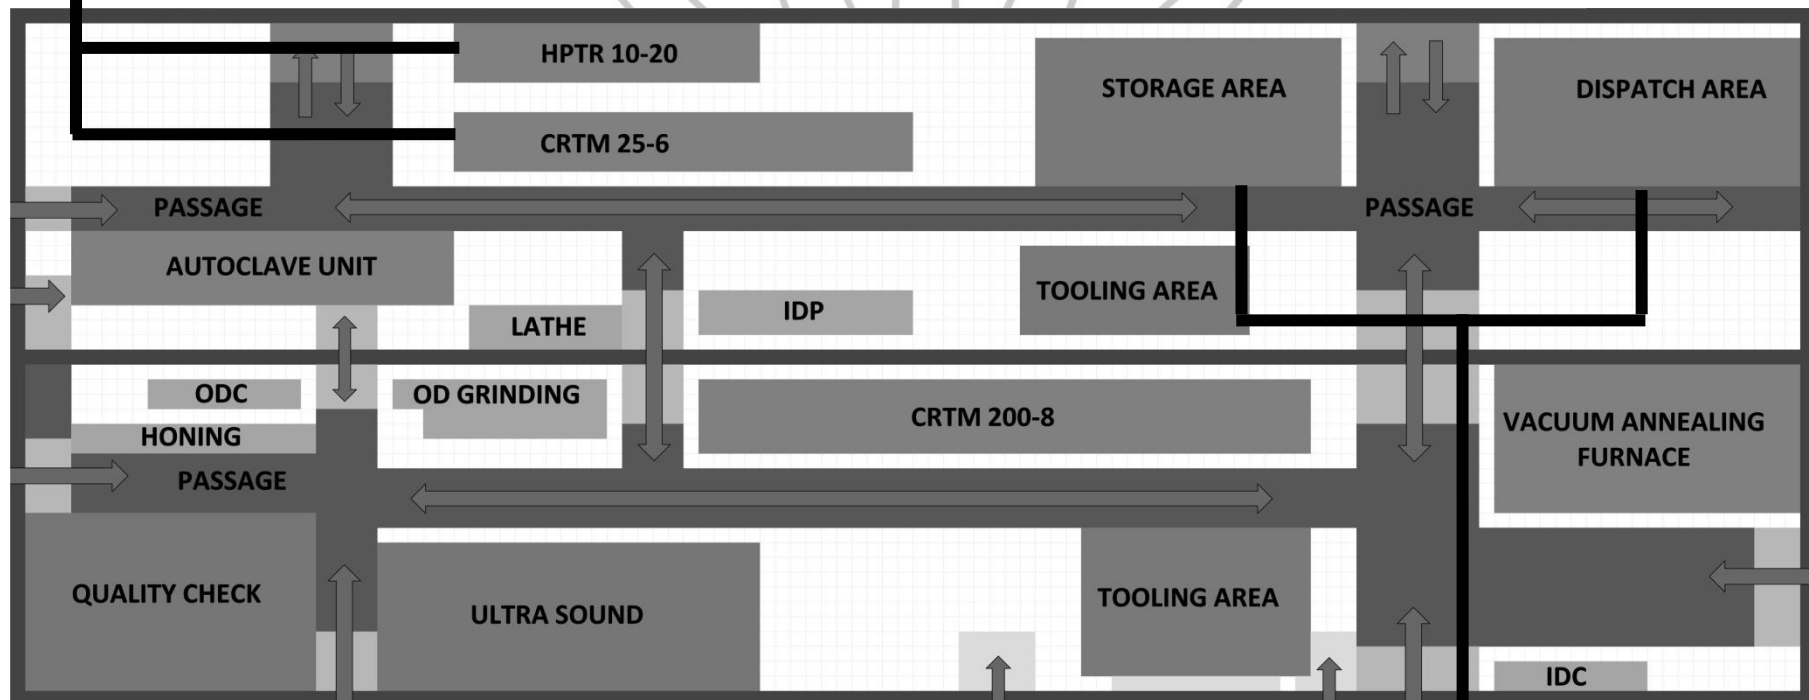 HPTR 10-20
STORAGE AREA
DISPATCH AREA
CRTM 25-6
PASSAGE
PASSAGE
AUTOCLAVE UNIT
TOOLING AREA
IDP
LATHE
ODC
OD GRINDING
CRTM 200-8
VACUUM ANNEALING
FURNACE
HONING
PASSAGE
QUALITY CHECK
ULTRA SOUND
TOOLING AREA
IDC